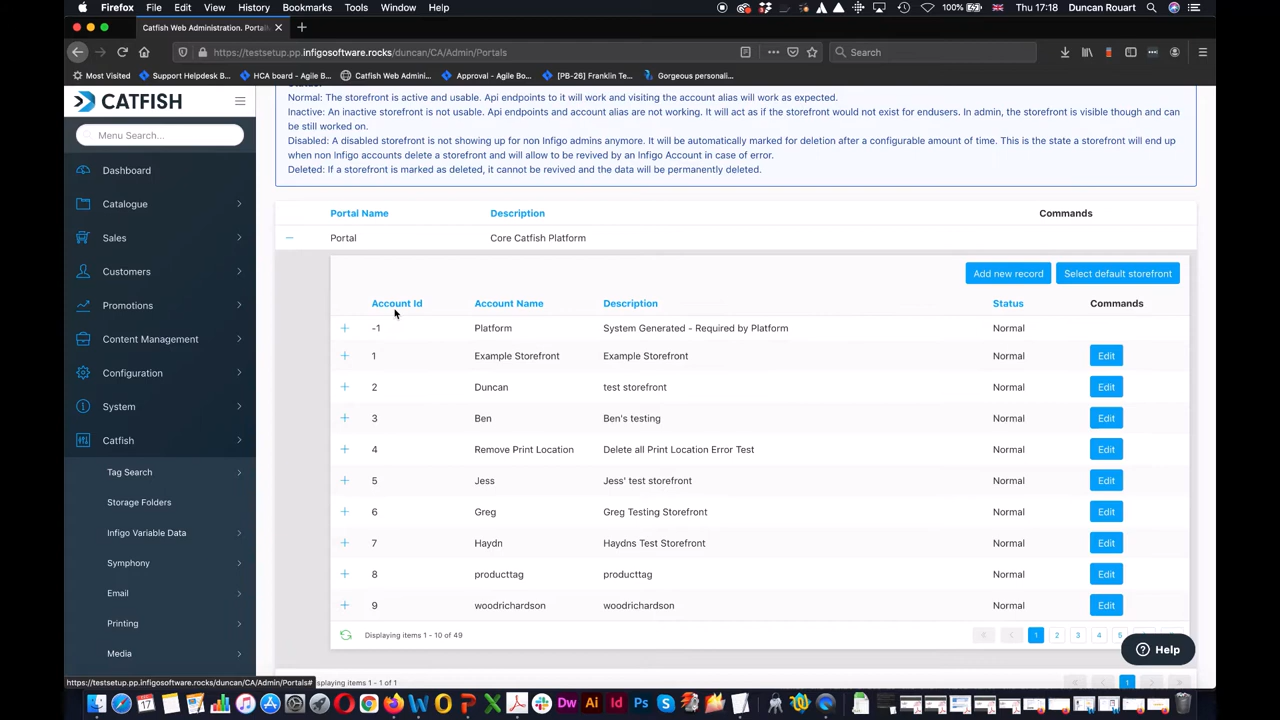 Firefox File Edit View History Bookmarks Tools Window Help 100% Thu 17:18 Duncan Rouart
Catfish Web Administration. Porta
https://testsetup.pp.infigosoftware.rocks/duncan/CA/Admin/Portals Search
Most Visited Support Helpdesk B... HCA board - Agile B... Catfish Web Admini... Approval - Agile Bo... [PB-26] Franklin Te... Gorgeous personali...
CATFISH
Menu Search...
Dashboard
Catalogue
Sales
Customers
Promotions
Content Management
Configuration
System
Catfish
Tag Search
Storage Folders
Infigo Variable Data
Symphony
Email
Printing
Media
Normal: The storefront is active and usable. Api endpoints to it will work and visiting the account alias will work as expected.
Inactive: An inactive storefront is not usable. Api endpoints and account alias are not working. It will act as if the storefront would not exist for endusers. In admin, the storefront is visible though and can
be still worked on.
Disabled: A disabled storefront is not showing up for non Infigo admins anymore. It will be automatically marked for deletion after a configurable amount of time. This is the state a storefront will end up
when non Infigo accounts delete a storefront and will allow to be revived by an Infigo Account in case of error.
Deleted: If a storefront is marked as deleted, it cannot be revived and the data will be permanently deleted.
Portal Name Description Commands
Portal Core Catfish Platform
Add new record Select default storefront
Account Id Account Name Description Status Commands
-1 Platform System Generated - Required by Platform Normal
1 Example Storefront Example Storefront Normal Edit
2 Duncan test storefront Normal Edit
3 Ben Ben's testing Normal Edit
4 Remove Print Location Delete all Print Location Error Test Normal Edit
5 Jess Jess' test storefront Normal Edit
6 Greg Greg Testing Storefront Normal Edit
7 Haydn Haydns Test Storefront Normal Edit
8 producttag producttag Normal Edit
9 woodrichardson woodrichardson Normal Edit
Displaying items 1 - 10 of 49 1 2 3 4 5
Help
https://testsetup.pp.infigosoftware.rocks/duncan/CA/Admin/Portals# splaying items 1 - 1 of 1 1